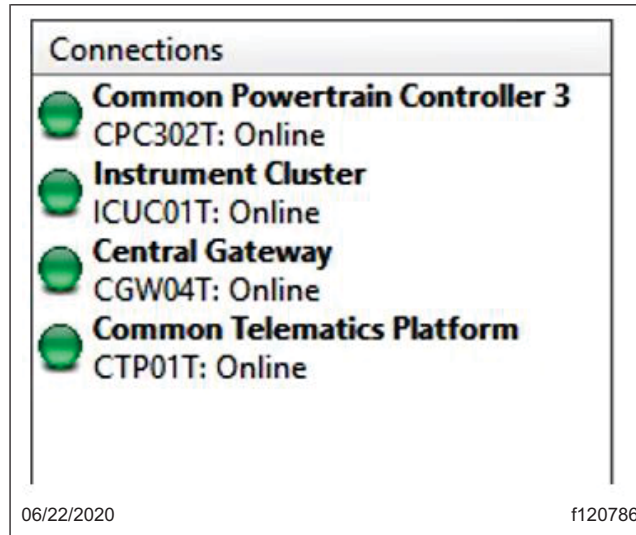 Connections
Common Powertrain Controller 3
CPC302T: Online
Instrument Cluster
ICUC01T: Online
Central Gateway
CGW04T: Online
Common Telematics Platform
CTP01T: Online
06/22/2020
f120786